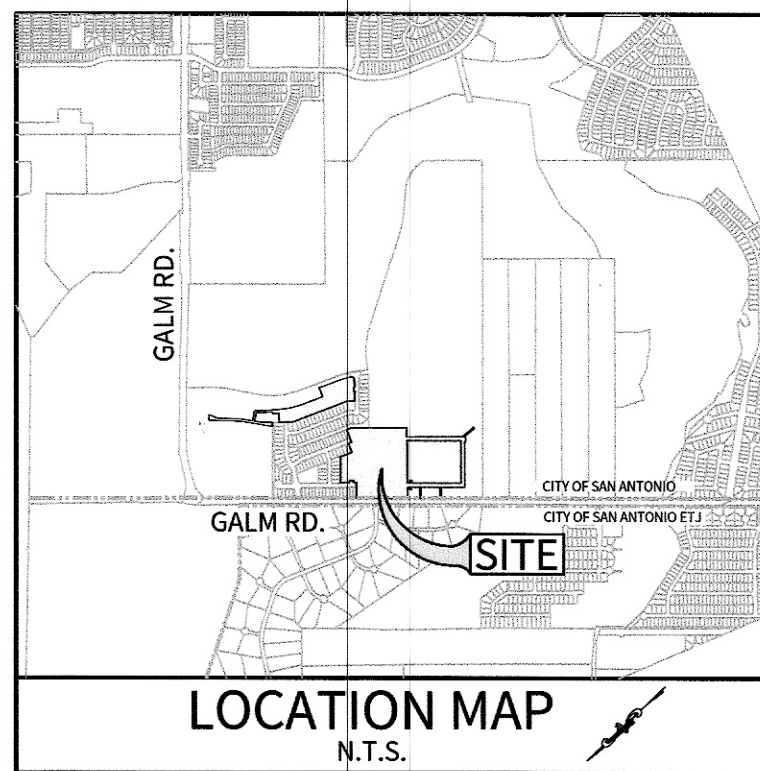 GALM RD.
CITY OF SAN ANTONIO
GALM RD.
CITY OF SAN ANTONIO ETJ
SITE
LOCATION MAP
N.T.S.